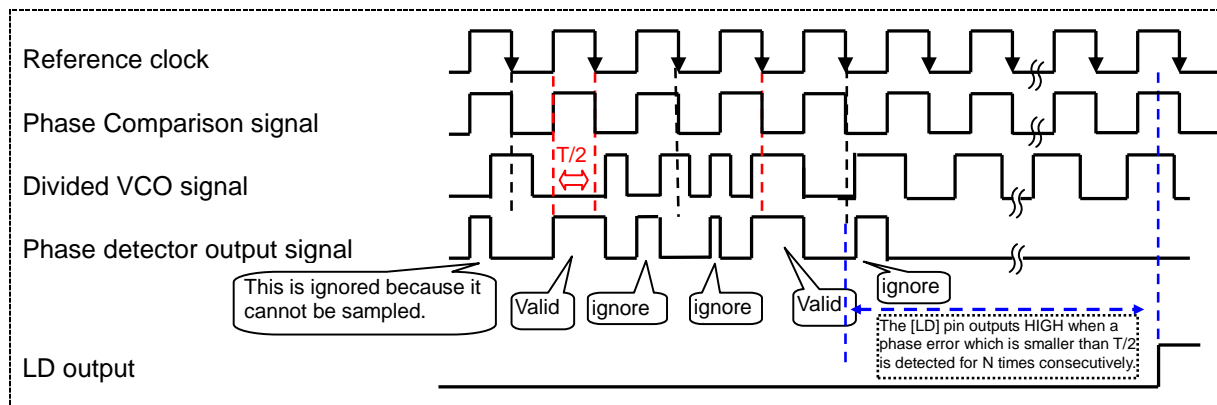 Reference clock
Phase Comparison signal
T/2
Divided VCO signal
Phase detector output signal
This is ignored because it
cannot be sampled.
Valid
ignore
ignore
Valid
ignore
The [LD] pin outputs HIGH when a
phase error which is smaller than T/2
is detected for N times consecutively.
LD output